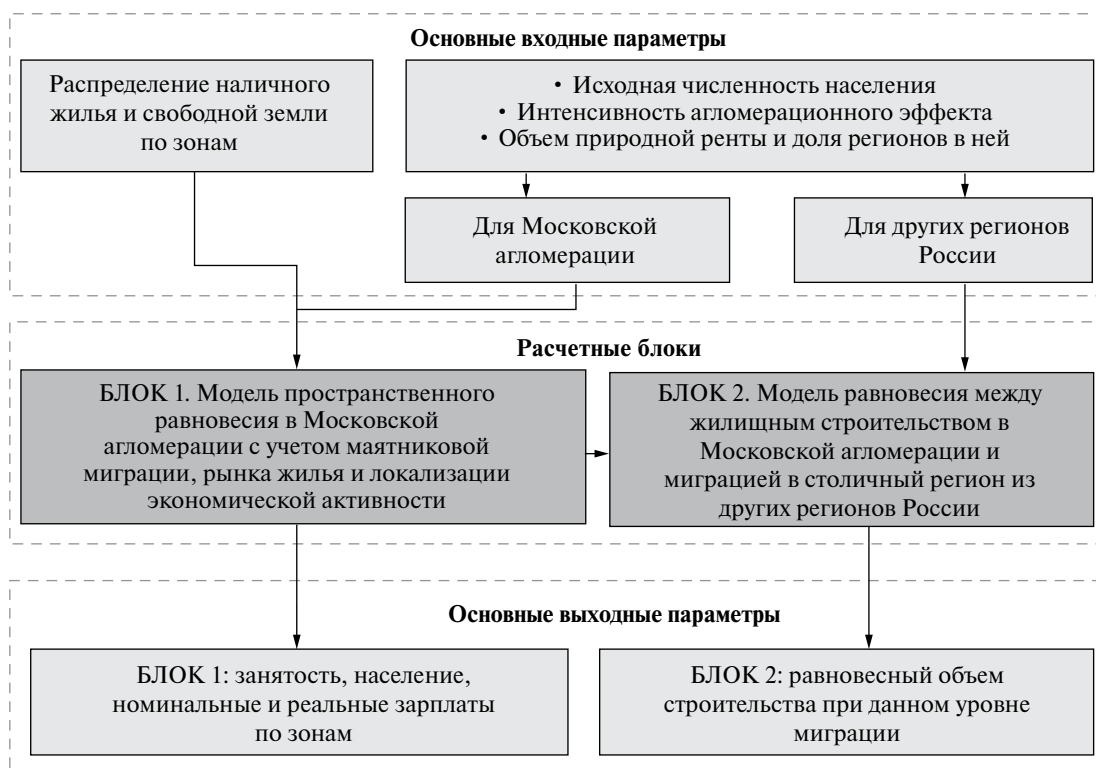 Основные входные параметры
Распределение наличного
жилья и свободной земли
по зонам
• Исходная численность населения
• Интенсивность агломерационного эффекта
• Объем природной ренты и доля регионов в ней
Для Московской
агломерации
Для других регионов
России
Расчетные блоки
БЛОК 1. Модель пространственного
равновесия в Московской
агломерации с учетом маятниковой
миграции, рынка жилья и локализации
экономической активности
БЛОК 2. Модель равновесия между
жилищным строительством в
Московской агломерации и
миграцией в столичный регион из
других регионов России
Основные выходные параметры
БЛОК 1: занятость, население,
номинальные и реальные зарплаты
по зонам
БЛОК 2: равновесный объем
строительства при данном уровне
миграции